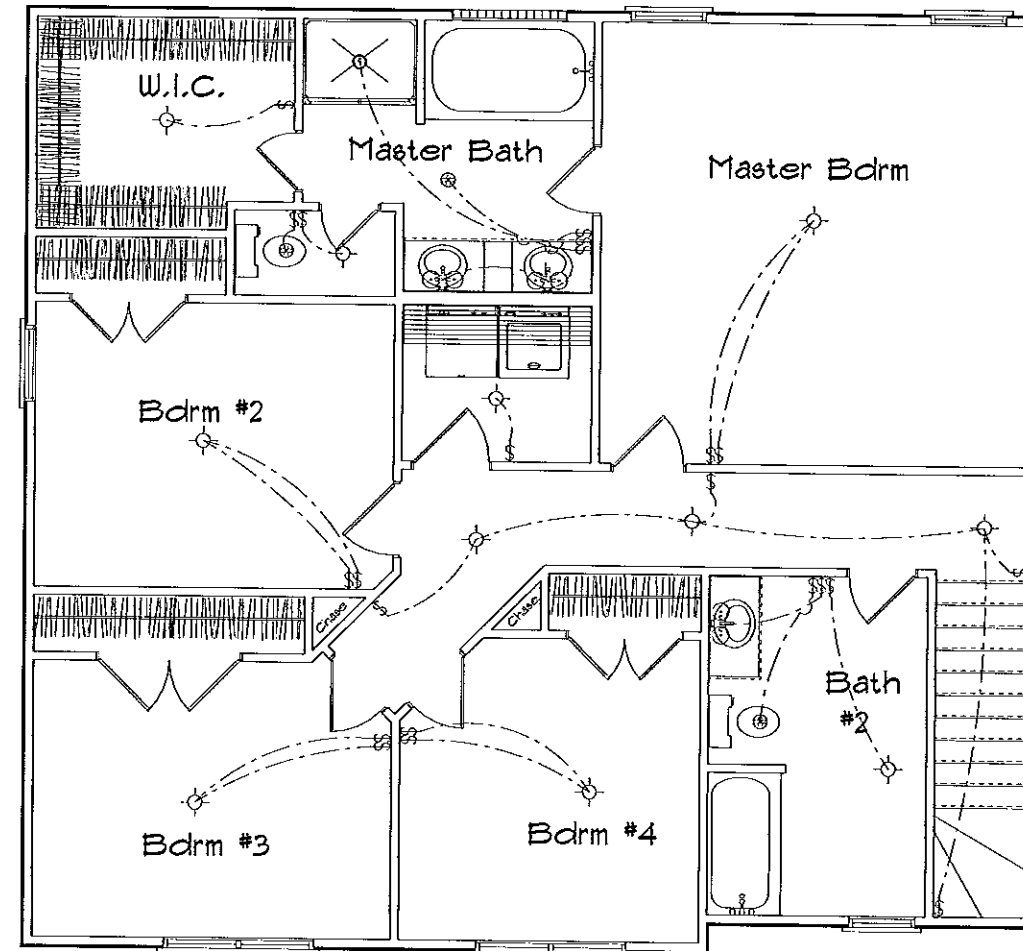 W.I.C.
Master Bath
Master Bdrm
Bdrm #2
Chase
Chase
Bath
#2
Bdrm #3
Bdrm #4